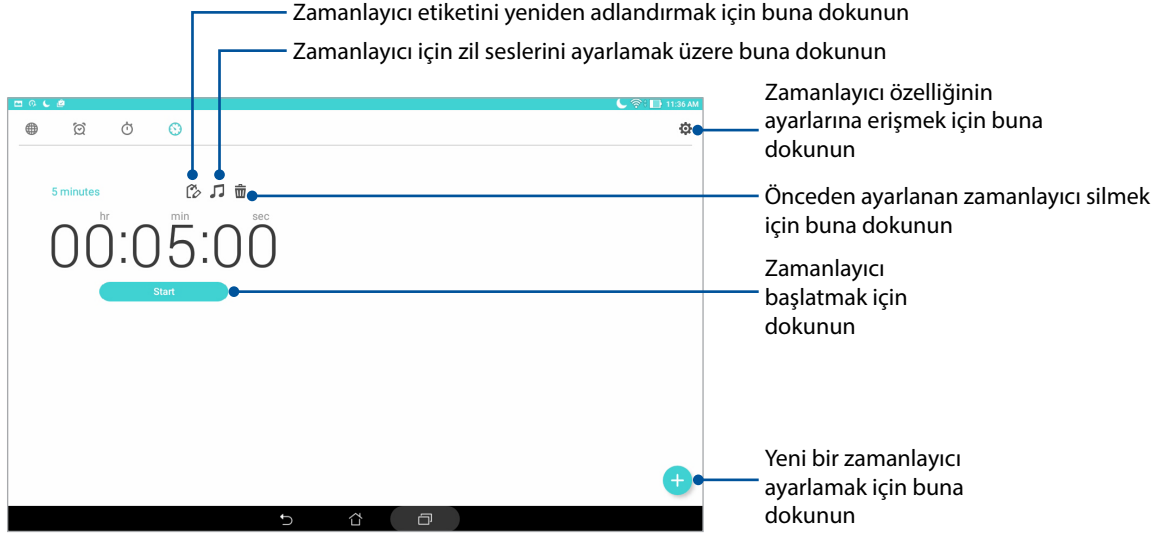 Zamanlayıcı etiketini yeniden adlandırmak için buna dokunun
Zamanlayıcı için zil seslerini ayarlamak üzere buna dokunun
11:36 AM
Zamanlayıcı özelliğinin
ayarlarına erişmek için buna
dokunun
5 minutes
Önceden ayarlanan zamanlayıcı silmek
için buna dokunun
hr min sec
00:05:00
Start
Zamanlayıcı
başlatmak için
dokunun
Yeni bir zamanlayıcı
ayarlamak için buna
dokunun